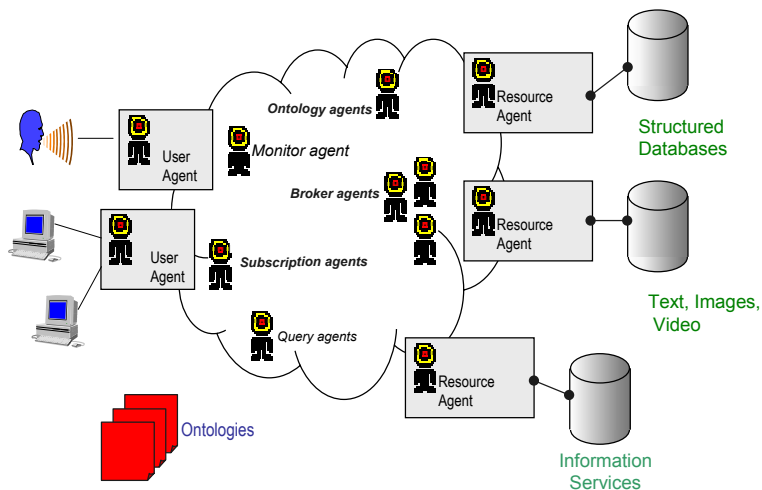 Ontology agents
Resource
Agent
Structured
Databases
User
Agent
Monitor agent
Broker agents
Resource
Agent
User
Agent
Subscription agents
Text, Images,
Video
Query agents
Resource
Agent
Ontologies
Information
Services